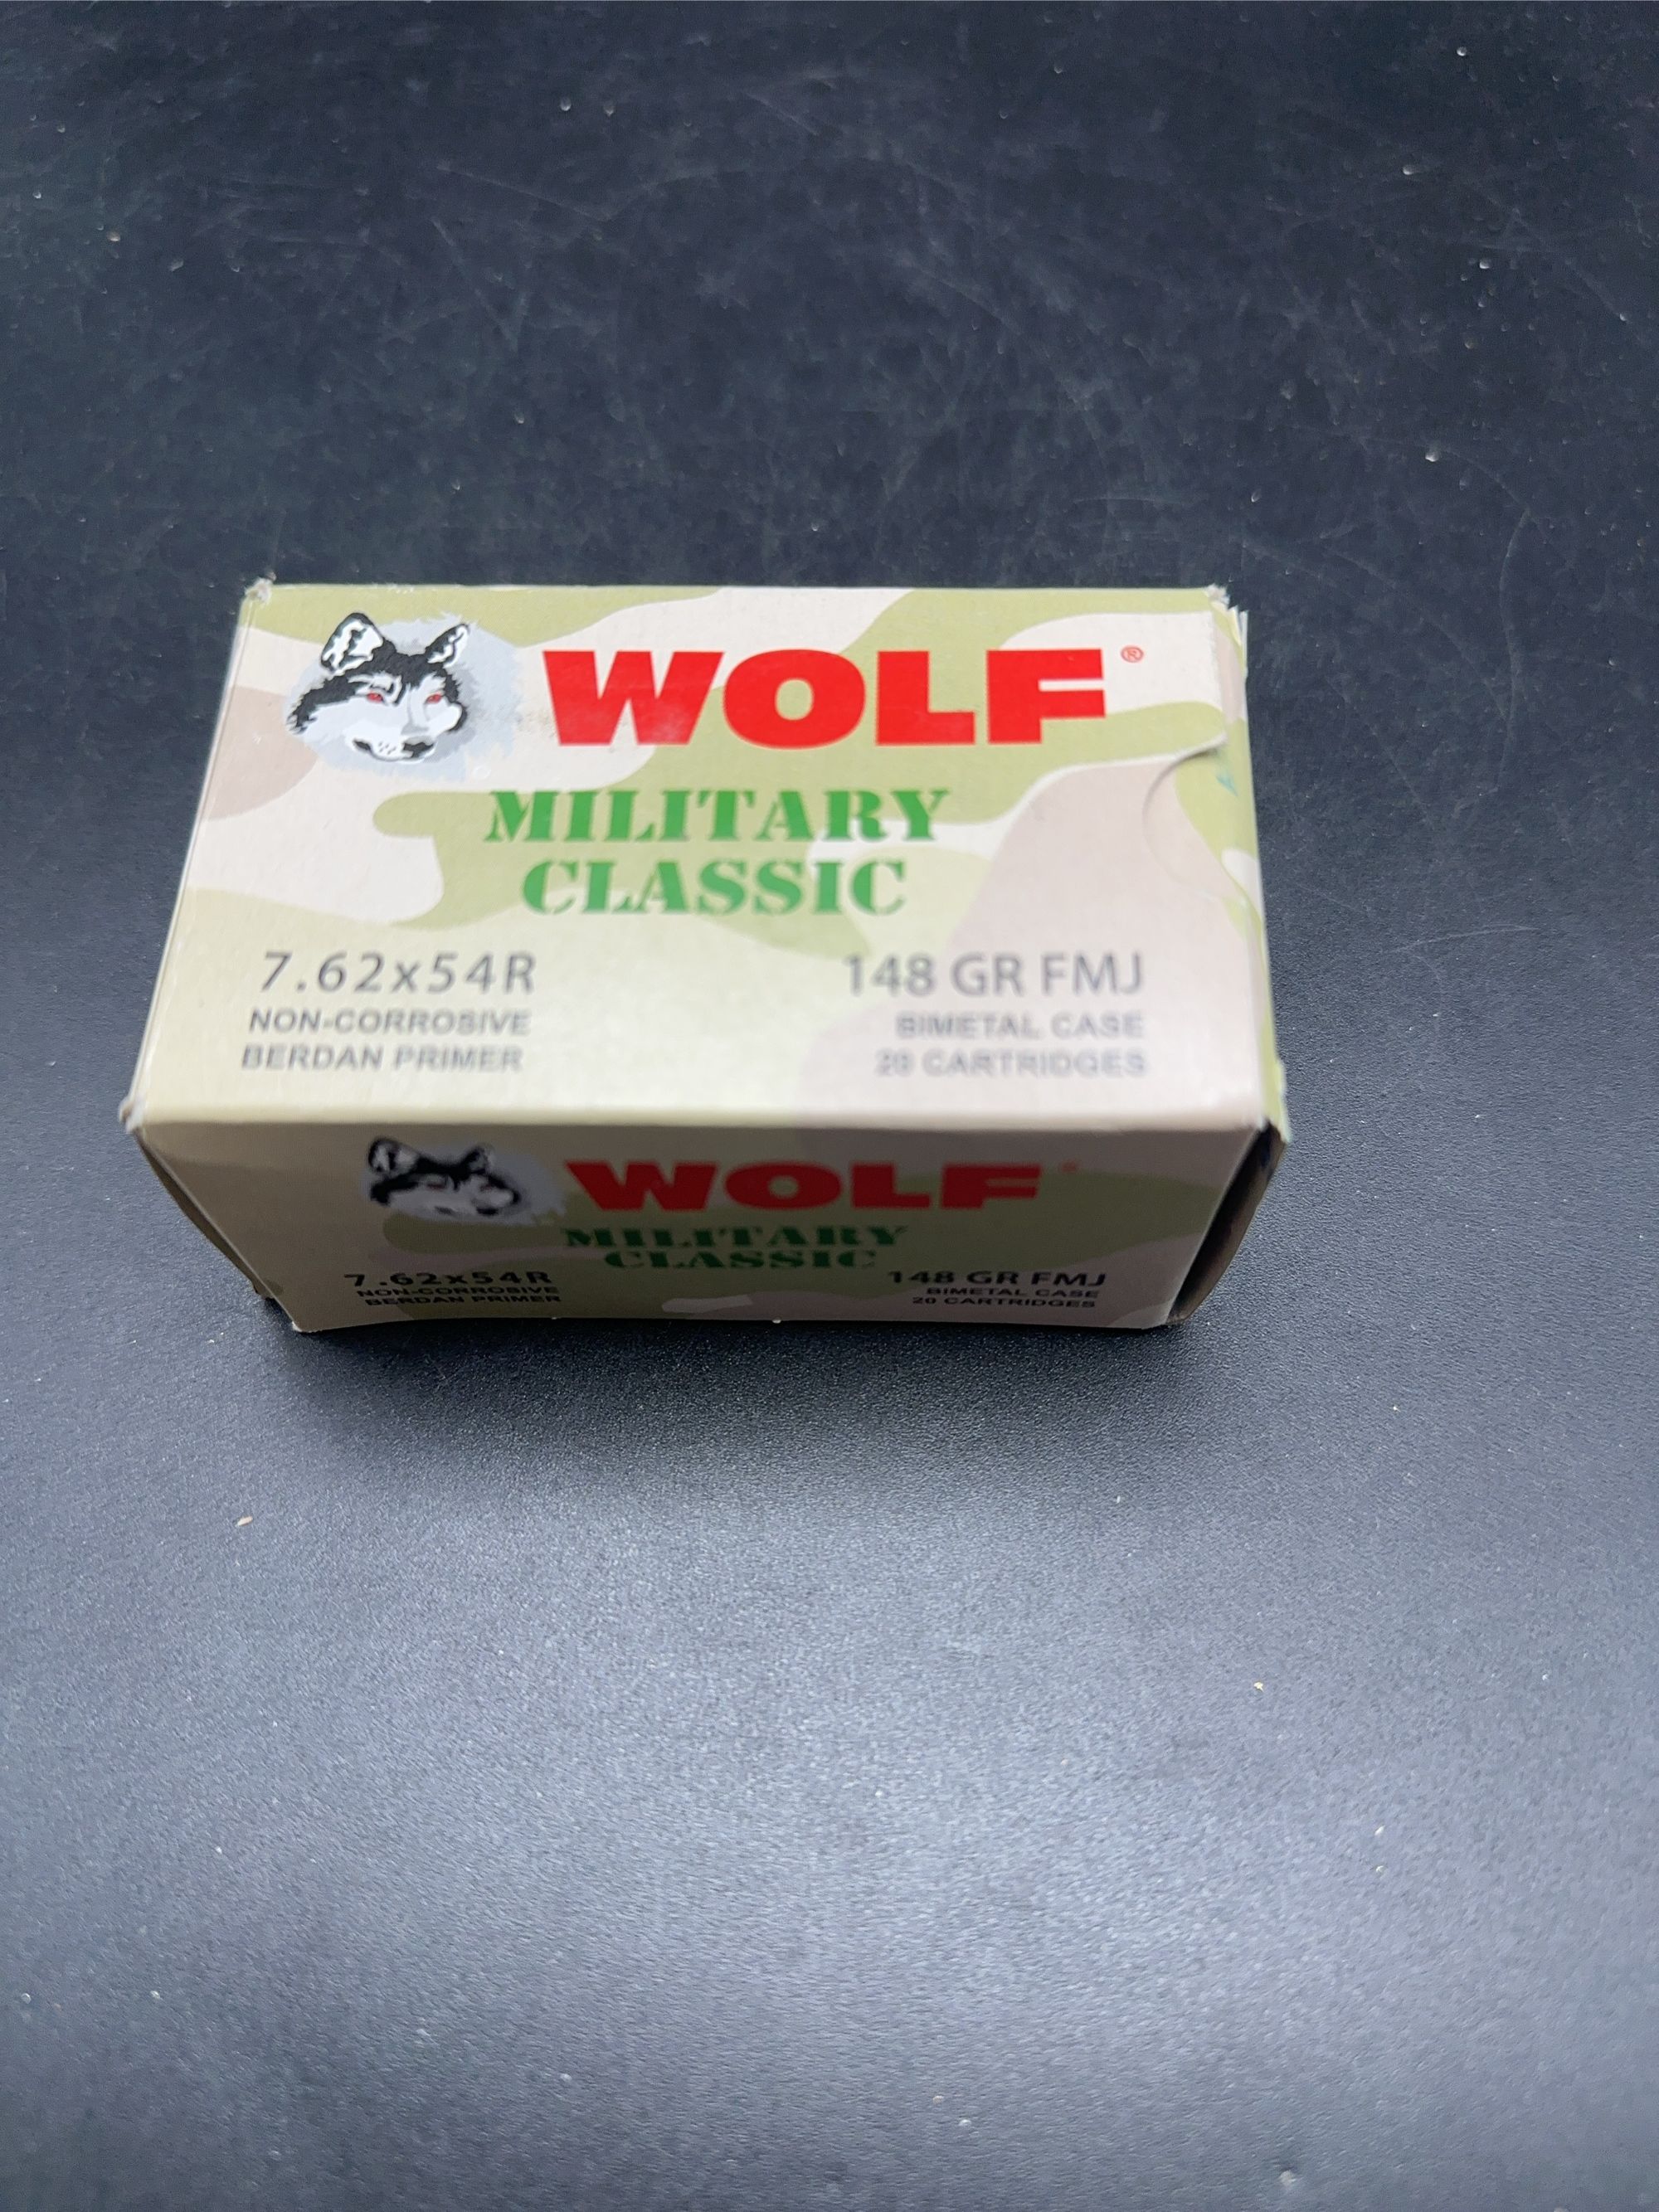 WOLF®
MILITARY
CLASSIC
7.62x54R 148 GR FMJ
NON-CORROSIVE BIMETAL CASE
BERDAN PRIMER 20 CARTRIDGES
WOLF®
MILITARY
CLASSIC
7.62x54R 148 GR FMJ
NON-CORROSIVE BIMETAL CASE
BERDAN PRIMER 20 CARTRIDGES